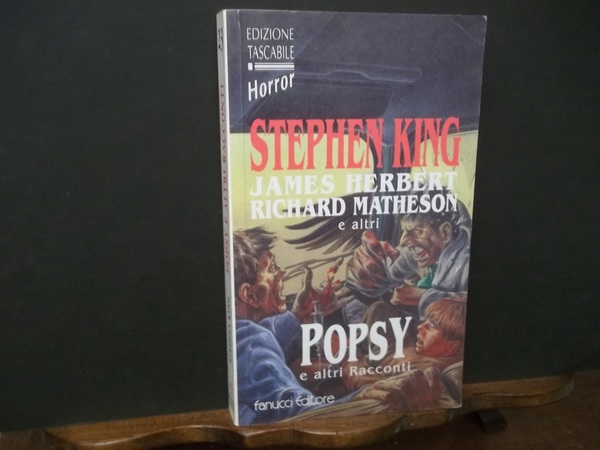 EDIZIONE
TASCABILE
Horror
STEPHEN KING
JAMES HERBERT
RICHARD MATHESON
e altri
POPSY
e altri Racconti
fanucci Editore